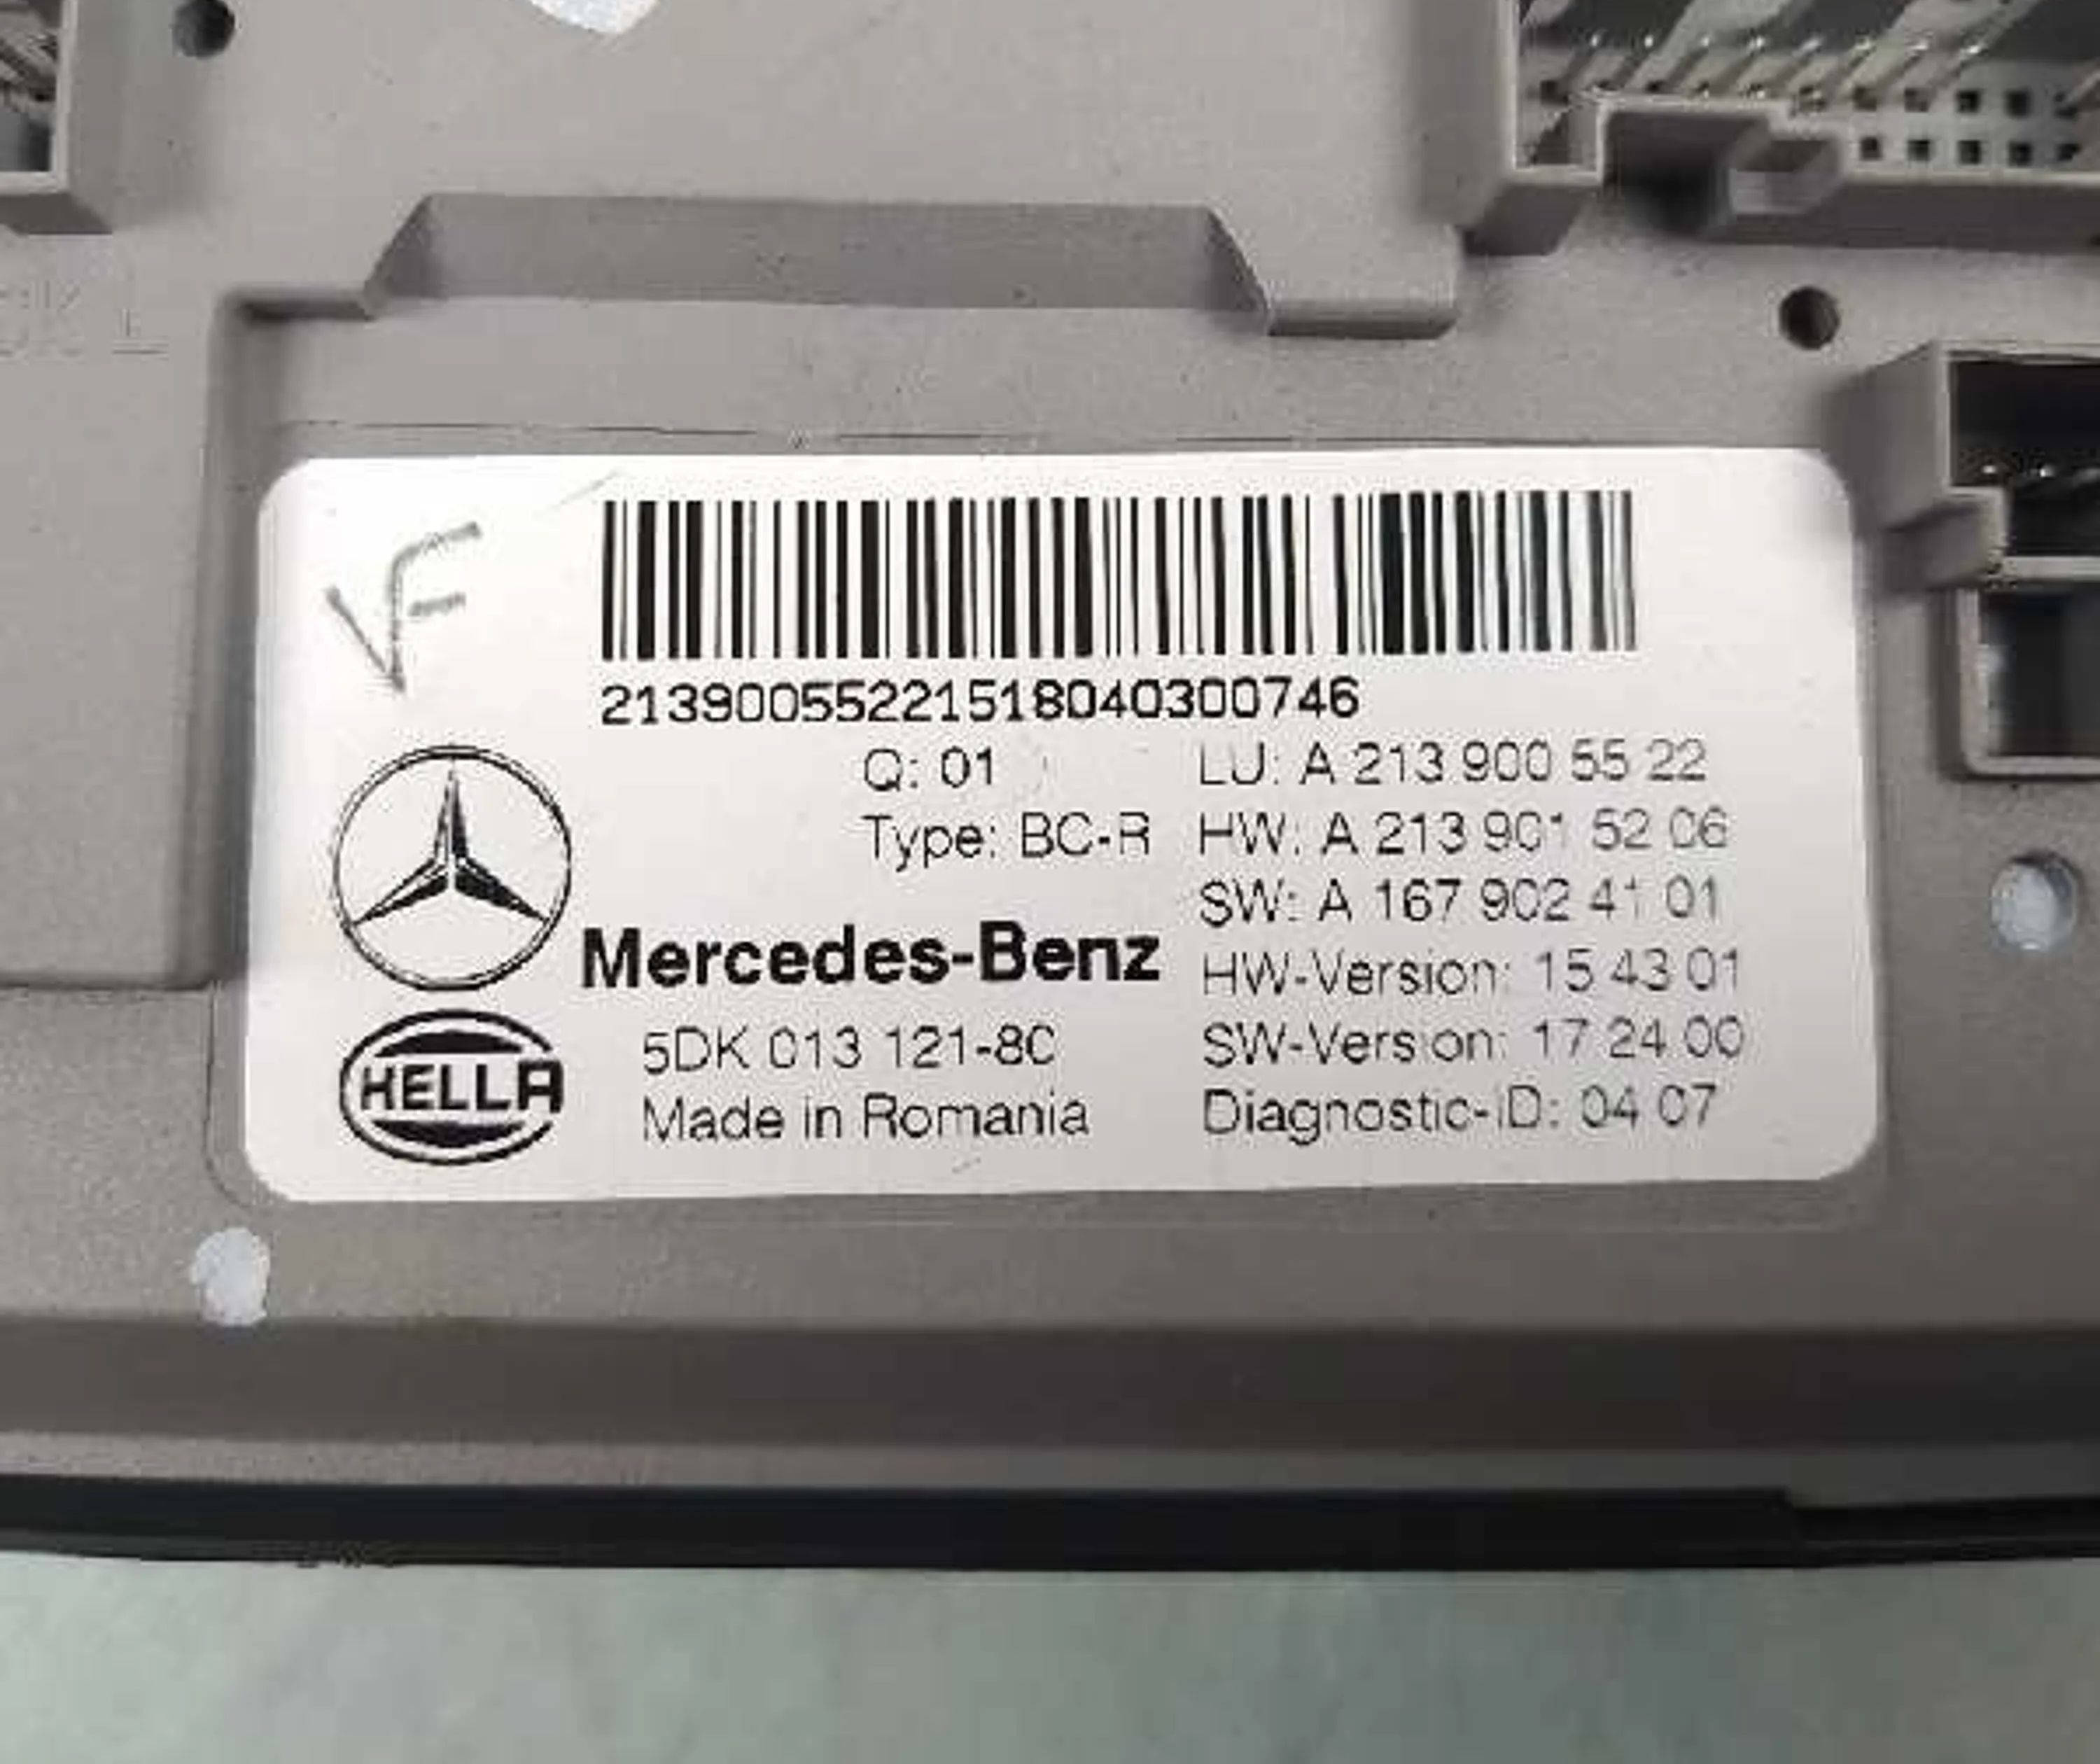 VF
21390055221518040300746
Q: 01
LU: A 213 900 55 22
Type: BC-R
HW: A 213 901 52 06
SW: A 167 902 41 01
Mercedes-Benz
HW-Version: 15 43 01
5DK 013 121-80
SW-Version: 17 24 00
HELLA
Made in Romania
Diagnostic-ID: 04 07